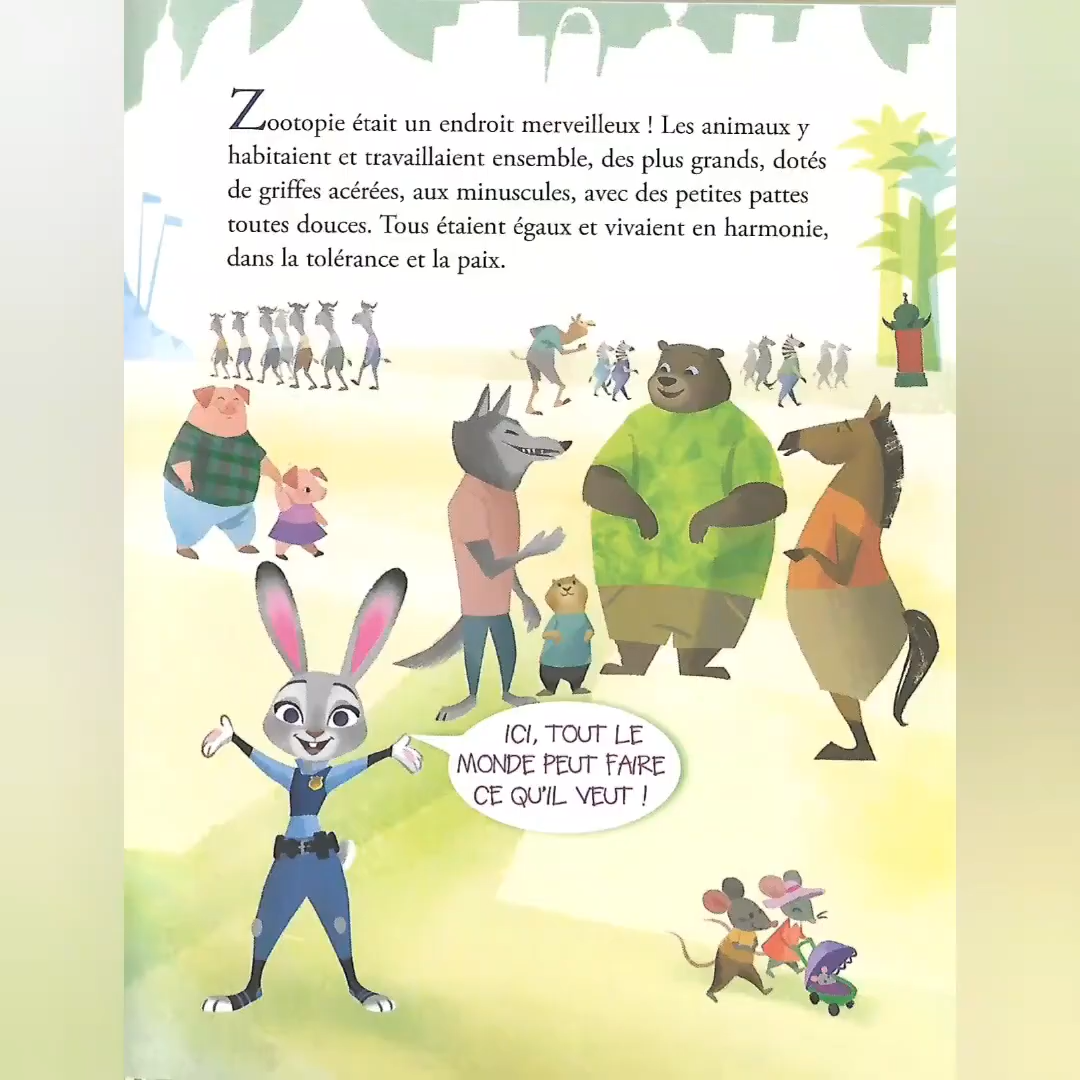 Zootopie était un endroit merveilleux ! Les animaux y
habitaient et travaillaient ensemble, des plus grands, dotés
de griffes acérées, aux minuscules, avec des petites pattes
toutes douces. Tous étaient égaux et vivaient en harmonie,
dans la tolérance et la paix.
ICI, TOUT LE
MONDE PEUT FAIRE
CE QU'IL VEUT !